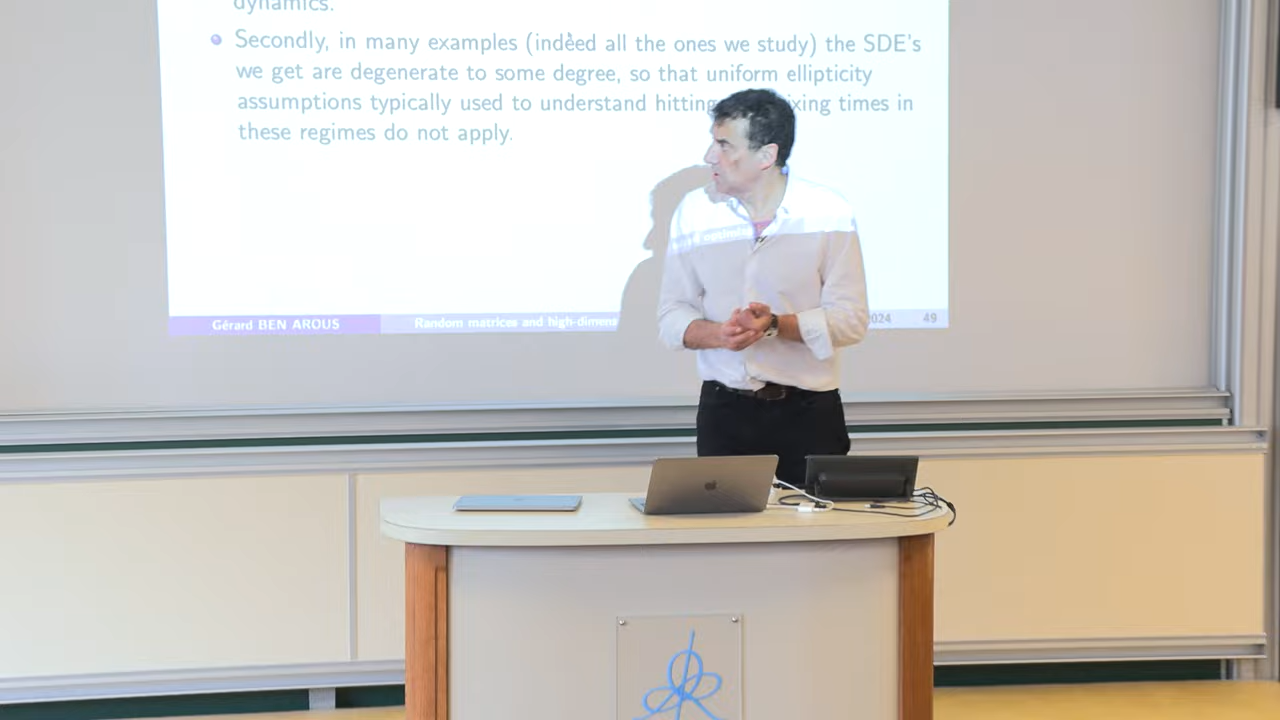 dynamics.
Secondly, in many examples (indeed all the ones we study) the SDE's
we get are degenerate to some degree, so that uniform ellipticity
assumptions typically used to understand hitting times in
these regimes do not apply.
Gérard BEN AROUS Random matrices and high-dimens 2024 49